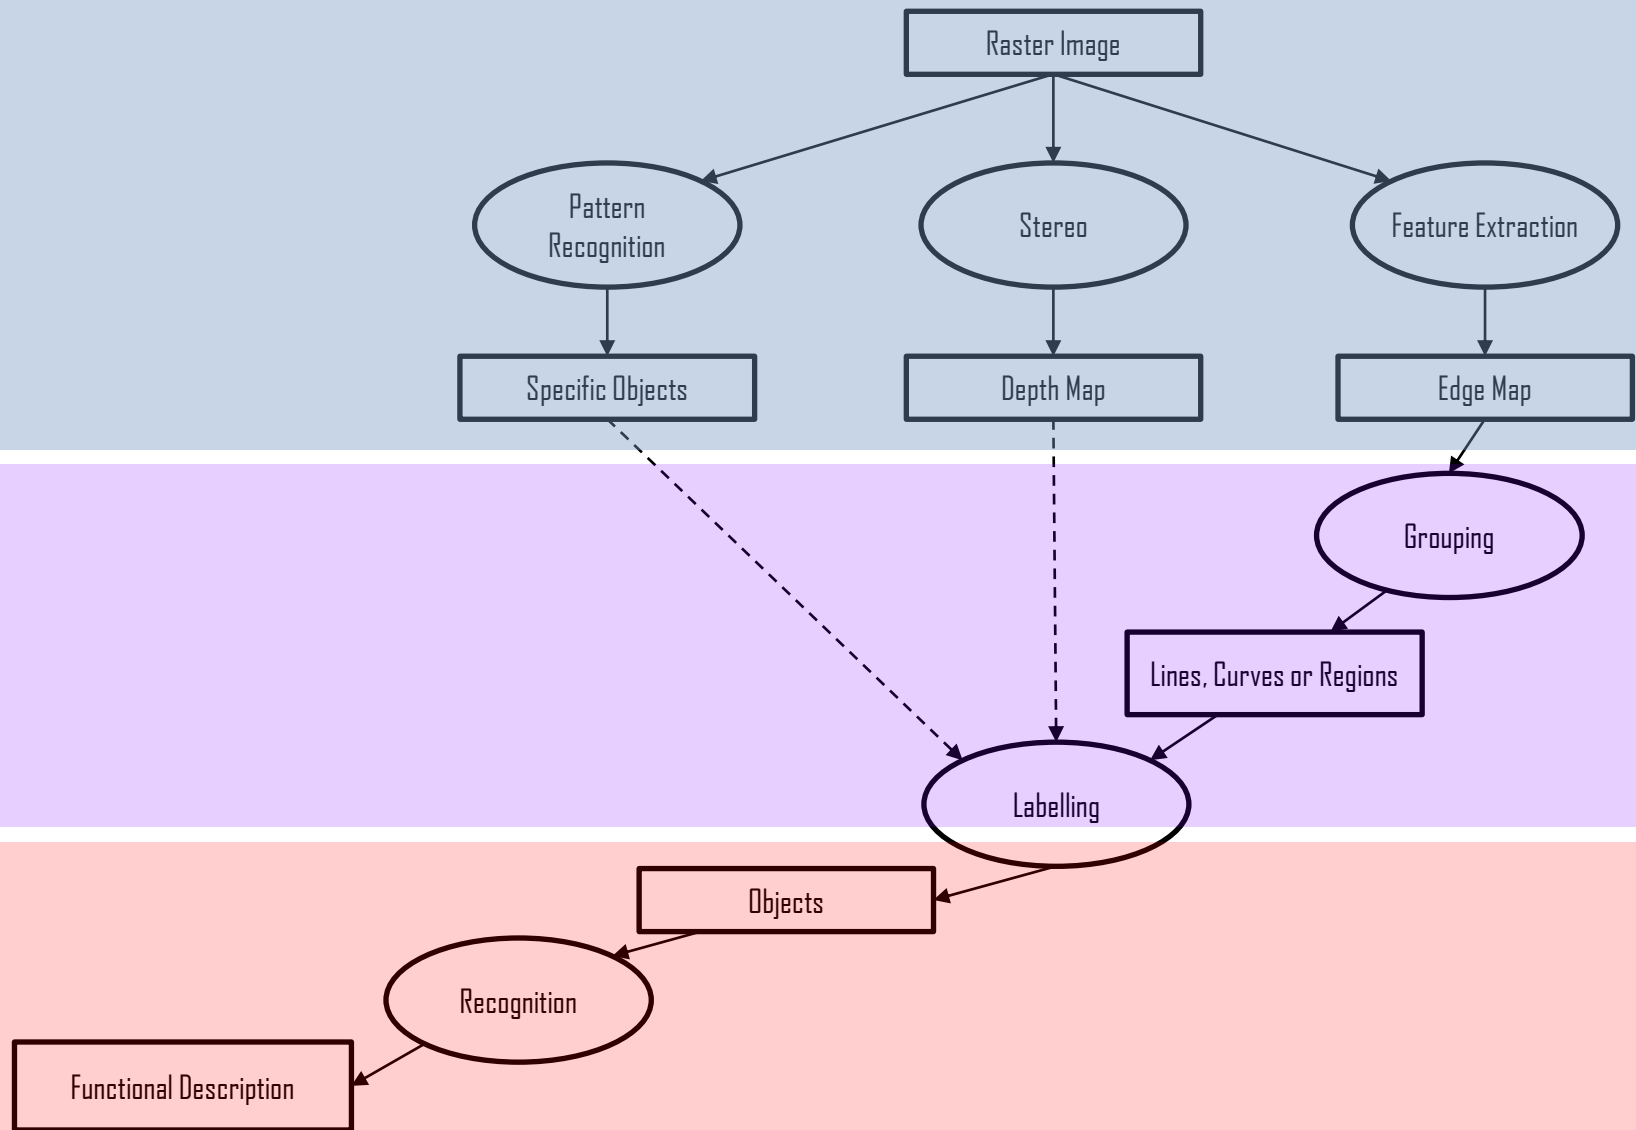 Raster Image
Pattern
Recognition
Stereo
Feature Extraction
Specific Objects
Depth Map
Edge Map
Grouping
Lines, Curves or Regions
Labelling
Objects
Recognition
Functional Description